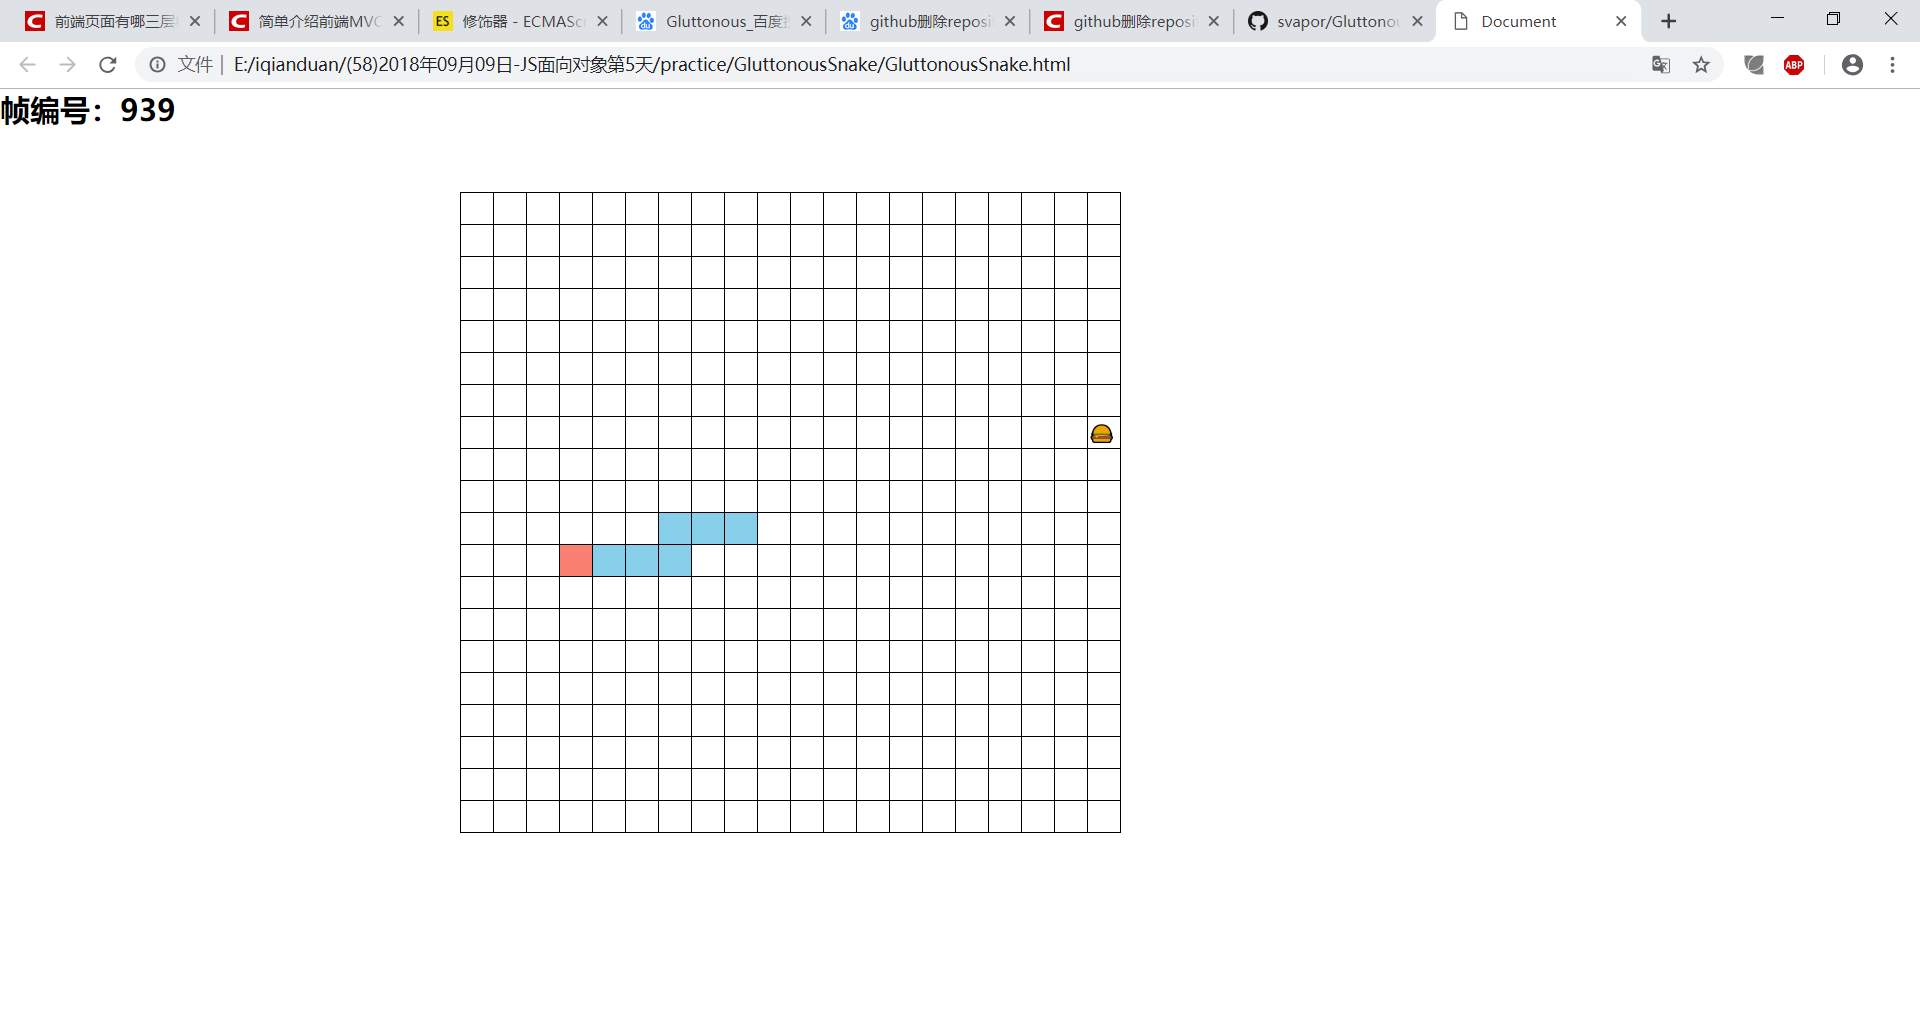 前端页面有哪三层
简单介绍前端MVC
ES 修饰器 - ECMAScr
Gluttonous_百度搜
github删除reposi
github删除reposi
svapor/Gluttonou
Document
文件 E:/iqianduan/(58)2018年09月09日-JS面向对象第5天/practice/GluttonousSnake/GluttonousSnake.html
ABP
帧编号：939